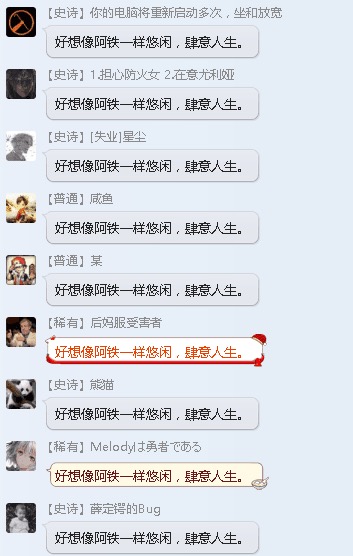 【史诗】你的电脑将重新启动多次，坐和放宽
好想像阿铁一样悠闲，肆意人生。
【史诗】1.担心防火女 2.在意尤利娅
好想像阿铁一样悠闲，肆意人生。
【史诗】[失业]星尘
好想像阿铁一样悠闲，肆意人生。
【普通】咸鱼
好想像阿铁一样悠闲，肆意人生。
【普通】某
好想像阿铁一样悠闲，肆意人生。
【稀有】后妈服受害者
好想像阿铁一样悠闲，肆意人生。
【史诗】熊猫
好想像阿铁一样悠闲，肆意人生。
【稀有】Melodyは勇者である
好想像阿铁一样悠闲，肆意人生。
【史诗】薛定谔的Bug
好想像阿铁一样悠闲，肆意人生。